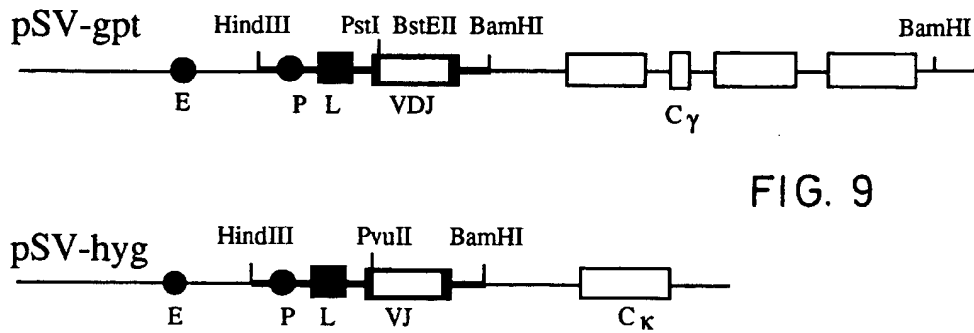 pSV-gpt
HindIII PstI BstEII BamHI BamHI
E P L VDJ Cγ
FIG. 9
pSV-hyg
HindIII PvuII BamHI
E P L VJ Cκ